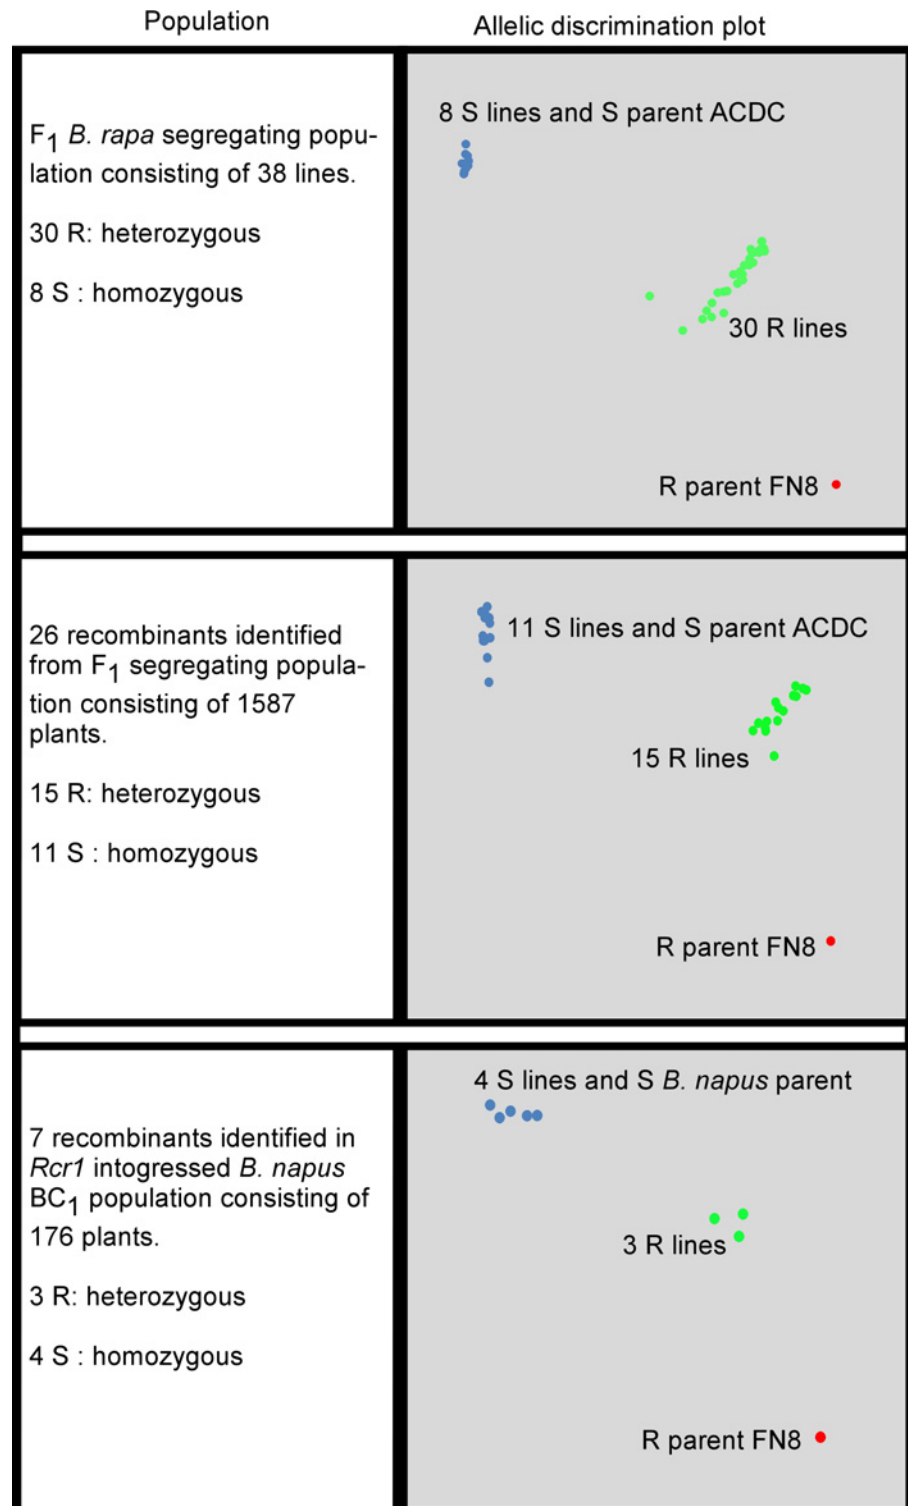 Population
Allelic discrimination plot
F1 B. rapa segregating popu-
lation consisting of 38 lines.
30 R: heterozygous
8 S : homozygous
8 S lines and S parent ACDC
30 R lines
R parent FN8
26 recombinants identified
from F1 segregating popula-
tion consisting of 1587
plants.
15 R: heterozygous
11 S : homozygous
11 S lines and S parent ACDC
15 R lines
R parent FN8
7 recombinants identified in
Rcr1 intogressed B. napus
BC1 population consisting of
176 plants.
3 R: heterozygous
4 S : homozygous
4 S lines and S B. napus parent
3 R lines
R parent FN8